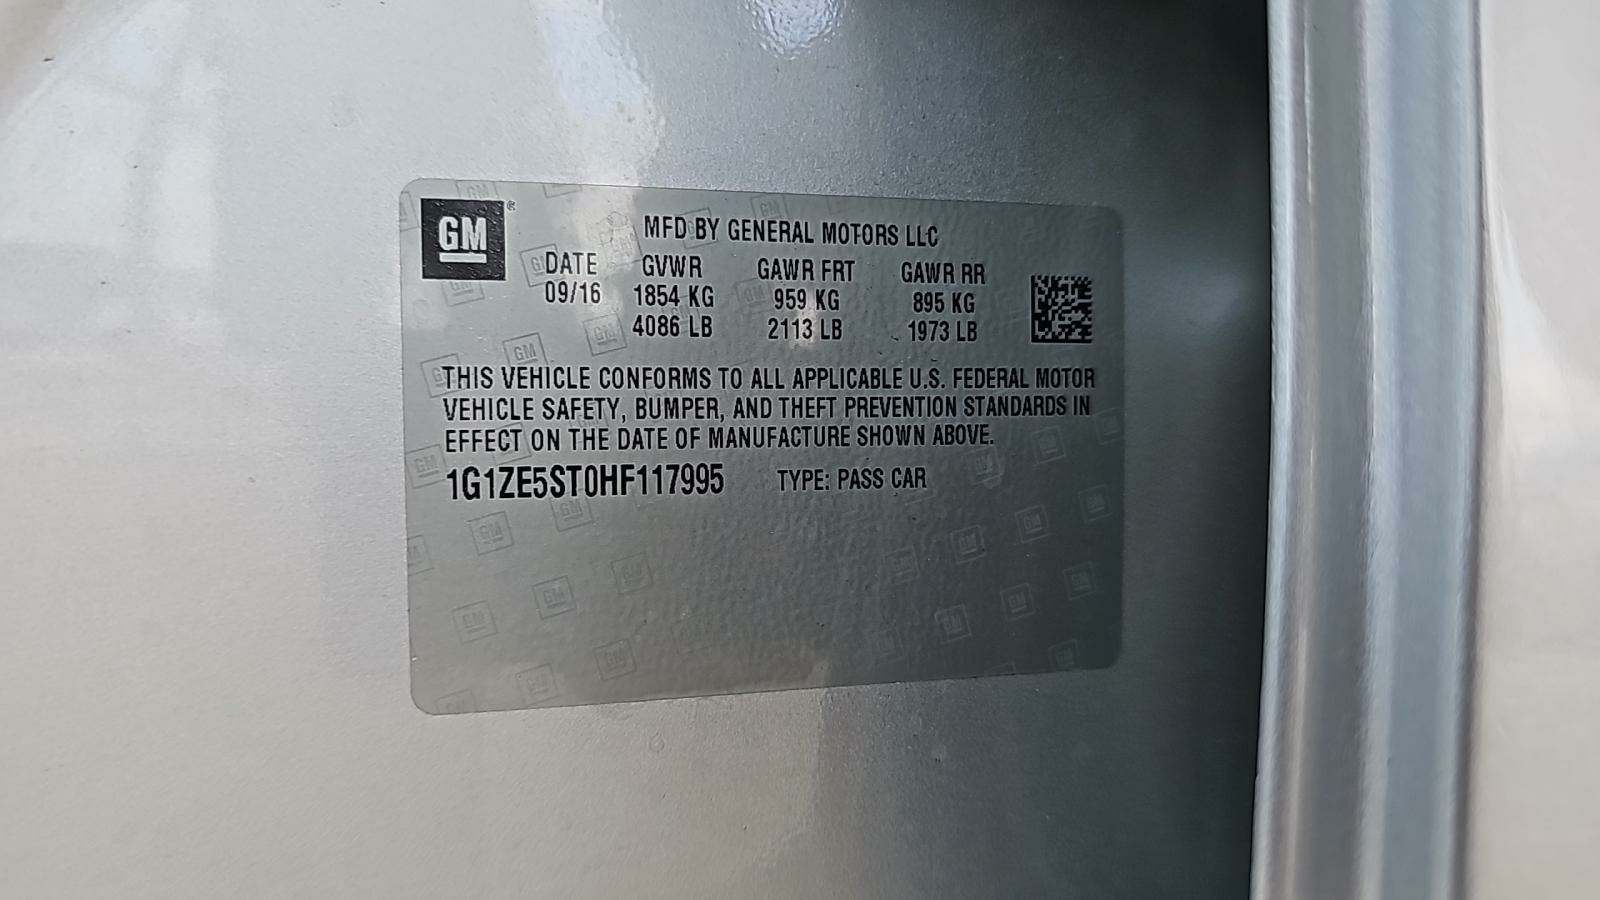 GM
MFD BY GENERAL MOTORS LLC
DATE GVWR GAWR FRT GAWR RR
09/16 1854 KG 959 KG 895 KG
4086 LB 2113 LB 1973 LB
THIS VEHICLE CONFORMS TO ALL APPLICABLE U.S. FEDERAL MOTOR
VEHICLE SAFETY, BUMPER, AND THEFT PREVENTION STANDARDS IN
EFFECT ON THE DATE OF MANUFACTURE SHOWN ABOVE.
1G1ZE5ST0HF117995 TYPE: PASS CAR